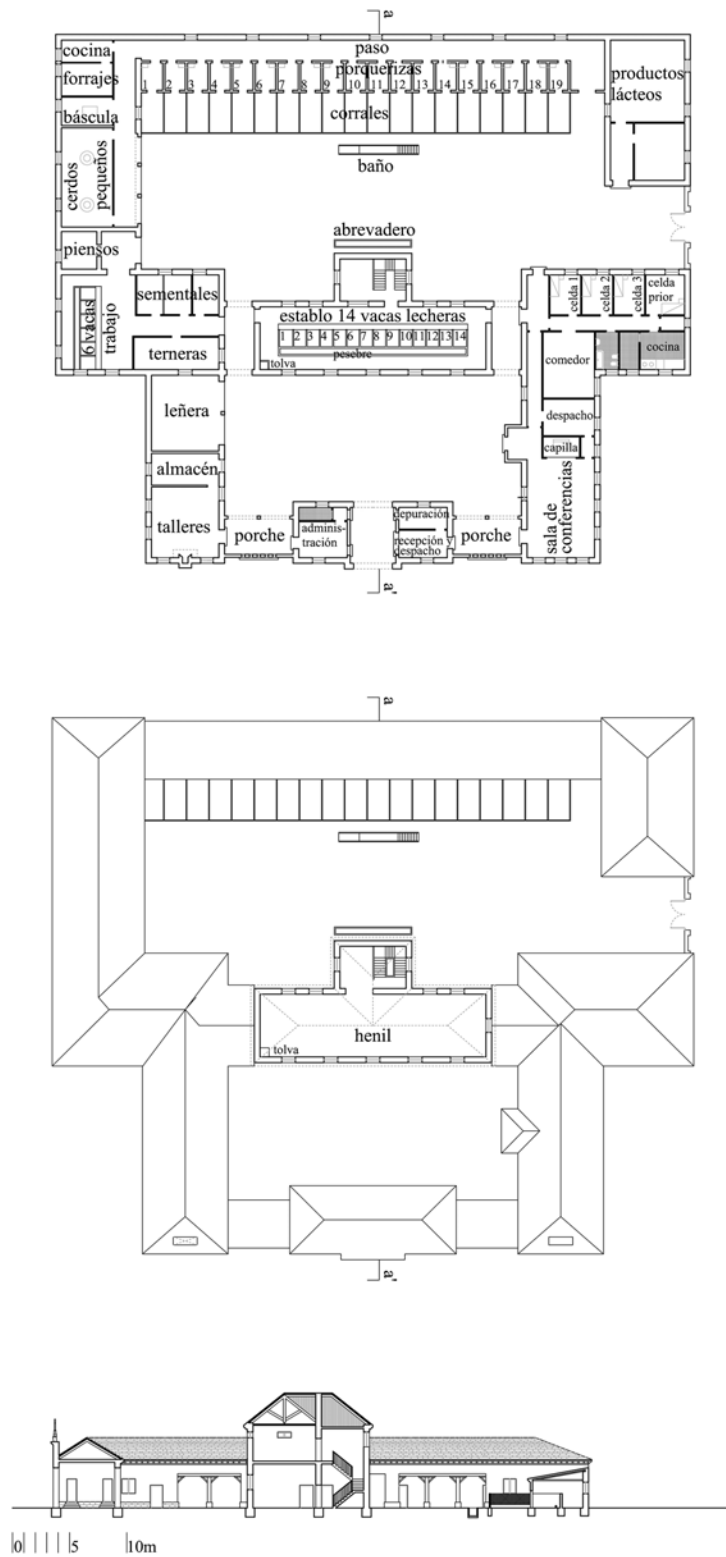 a
cocina
paso
porquerizas
forrajes
1 2 3 4 5 6 7 8 9 10 11 12 13 14 15 16 17 18 19
productos
lácteos
báscula
corrales
cerdos
pequeños
baño
abrevadero
piensos
sementales
establo 14 vacas lecheras
celda 1
celda 2
celda 3
celda
prior
6 vacas
trabajo
1 2 3 4 5 6 7 8 9 10 11 12 13 14
pesebre
terneras
tolva
comedor
cocina
leñera
despacho
capilla
almacén
talleres
porche
adminis-
tración
depuración
recepción y
despacho
porche
sala de
conferencias
a'
a
henil
tolva
a'
0 5 10m